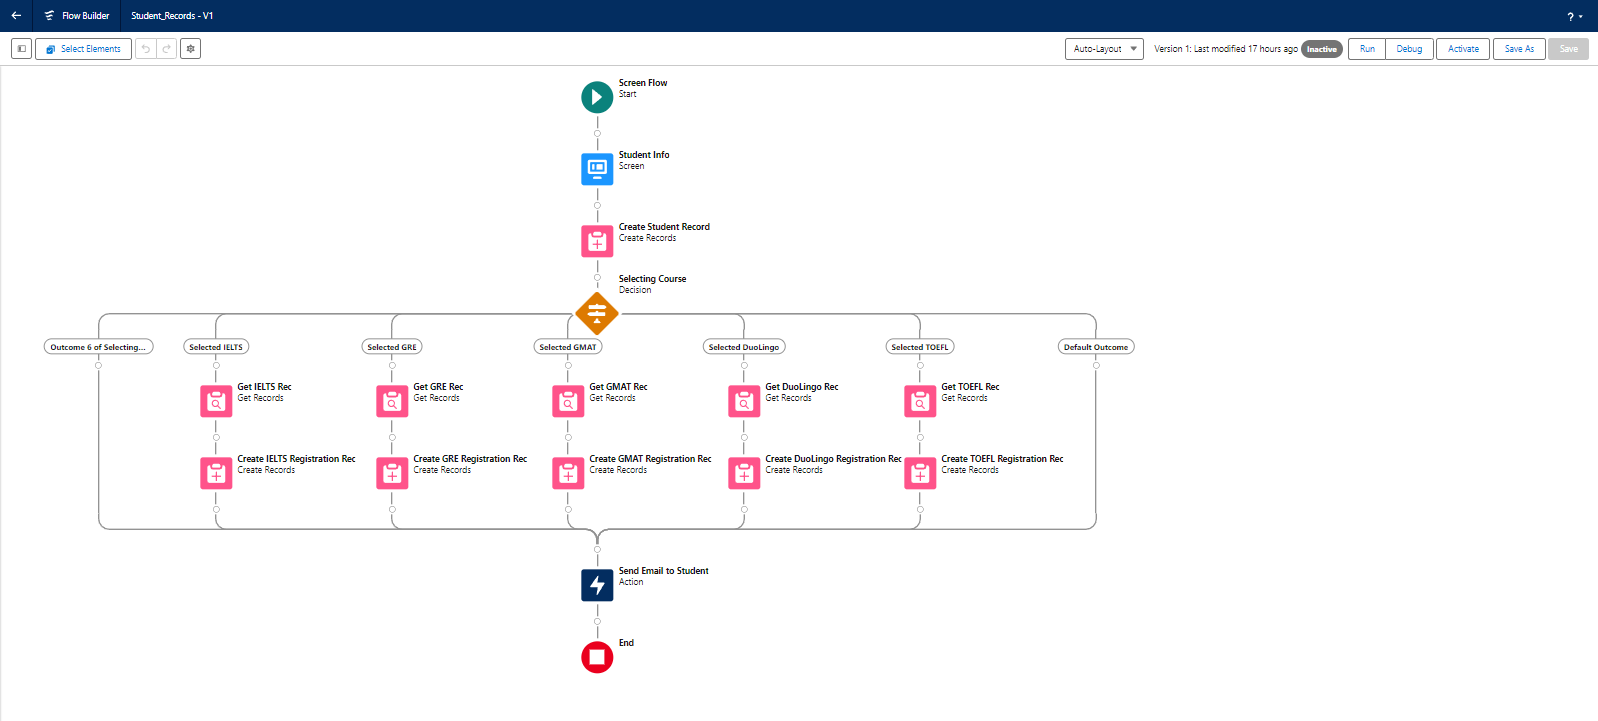 Flow Builder
Student_Records - V1
?
Select Elements
Auto-Layout
Version 1: Last modified 17 hours ago
Inactive
Run
Debug
Activate
Save As
Save
Screen Flow
Start
Student Info
Screen
Create Student Record
Create Records
Selecting Course
Decision
Outcome 6 of Selecting...
Selected IELTS
Selected GRE
Selected GMAT
Selected DuoLingo
Selected TOEFL
Default Outcome
Get IELTS Rec
Get Records
Get GRE Rec
Get Records
Get GMAT Rec
Get Records
Get DuoLingo Rec
Get Records
Get TOEFL Rec
Get Records
Create IELTS Registration Rec
Create Records
Create GRE Registration Rec
Create Records
Create GMAT Registration Rec
Create Records
Create DuoLingo Registration Rec
Create Records
Create TOEFL Registration Rec
Create Records
Send Email to Student
Action
End